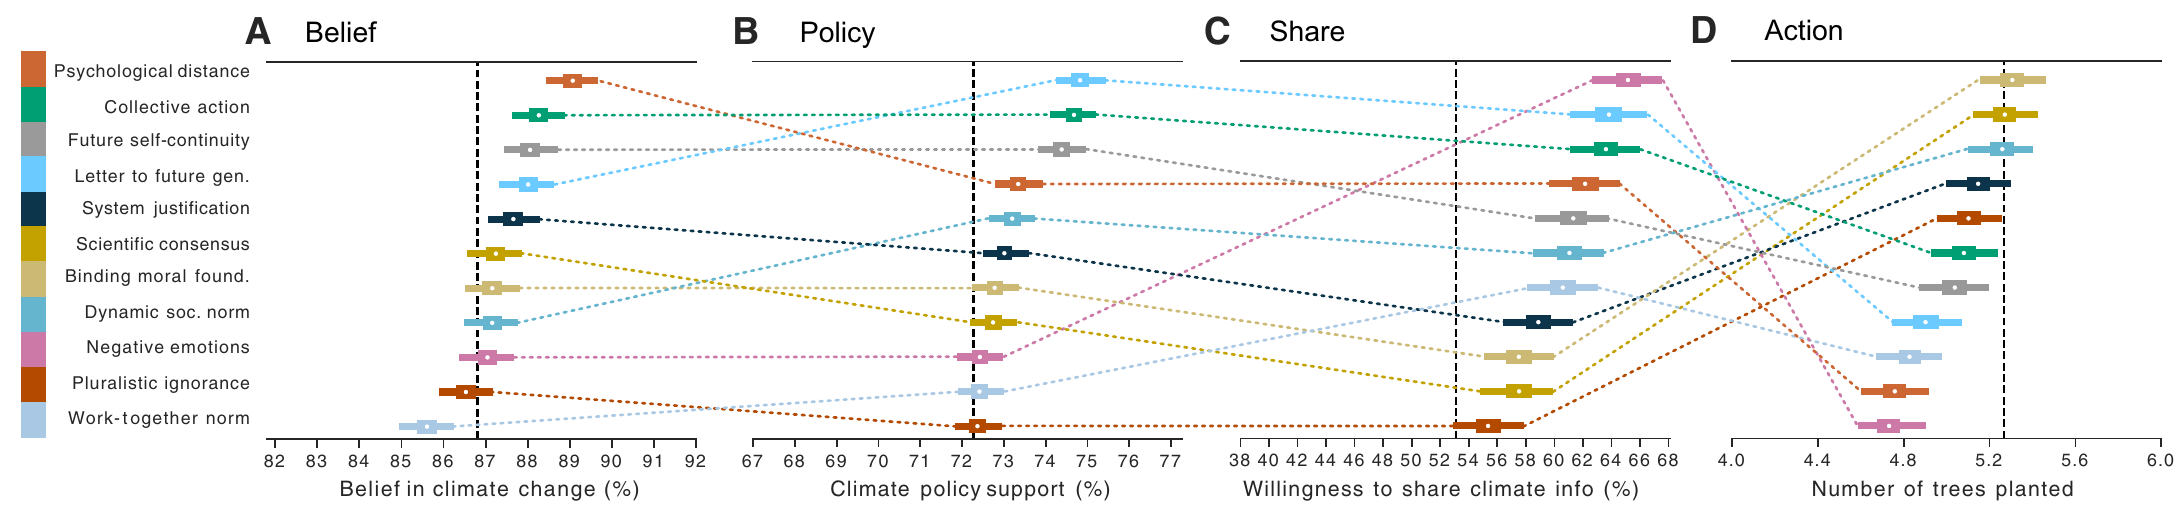 A Belief
B Policy
C Share
D Action
Psychological distance
Collective action
Future self-continuity
Letter to future gen.
System justification
Scientific consensus
Binding moral found.
Dynamic soc. norm
Negative emotions
Pluralistic ignorance
Work-together norm
82 83 84 85 86 87 88 89 90 91 92
Belief in climate change (%)
67 68 69 70 71 72 73 74 75 76 77
Climate policy support (%)
38 40 42 44 46 48 50 52 54 56 58 60 62 64 66 68
Willingness to share climate info (%)
4.0 4.4 4.8 5.2 5.6 6.0
Number of trees planted